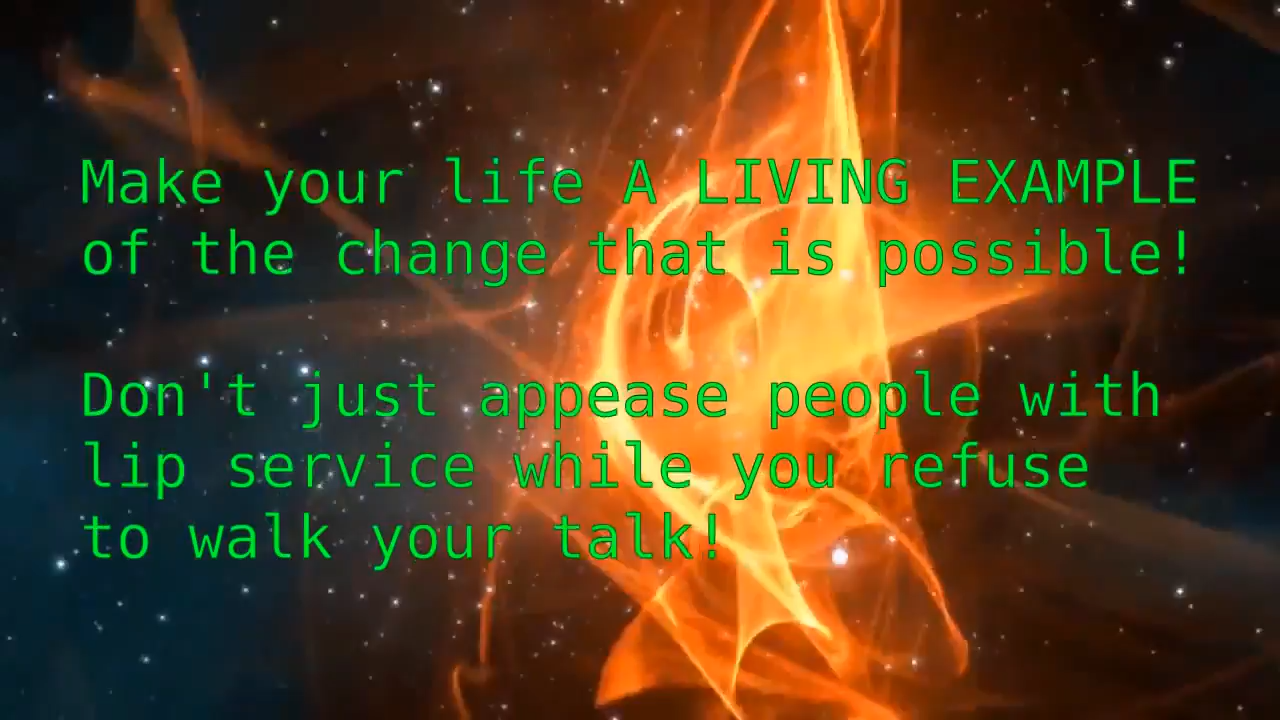 Make your life A LIVING EXAMPLE
of the change that is possible!
Don't just appease people with
lip service while you refuse
to walk your talk!